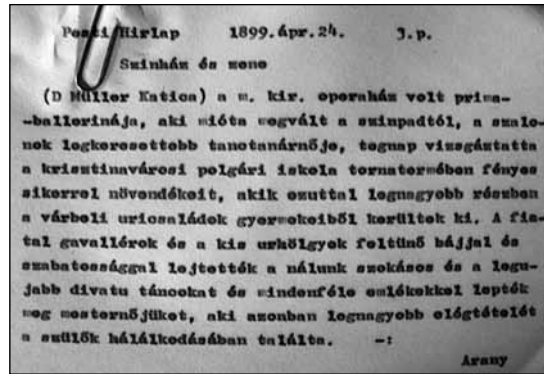 Pesti Hirlap 1899.ápr.24. 3.p.
Szinház és zene
(D Müller Katica) a m. kir. operaház volt prima-
-ballerinája, aki mióta megvált a szinpadtól, a szalo-
nok legkeresettebb tanctanárnője, tegnap vizsgáztatta
a krisztinavárosi polgári iskola tornatermében fényes
sikerrel növendékeit, akik ezuttal legnagyobb részben
a várbeli uricsaládok gyermekeiből kerültek ki. A fia-
tal gavallérok és a kis urhölgyek feltünő bájjal és
szabatossággal lejtették a nálunk szokásos és a legu-
jabb divatu táncokat és mindenféle emlékekkel lepték
meg mesternőjüket, aki azonban legnagyobb elégtételét
a szülők hálálkodásában találta. -:
Arany